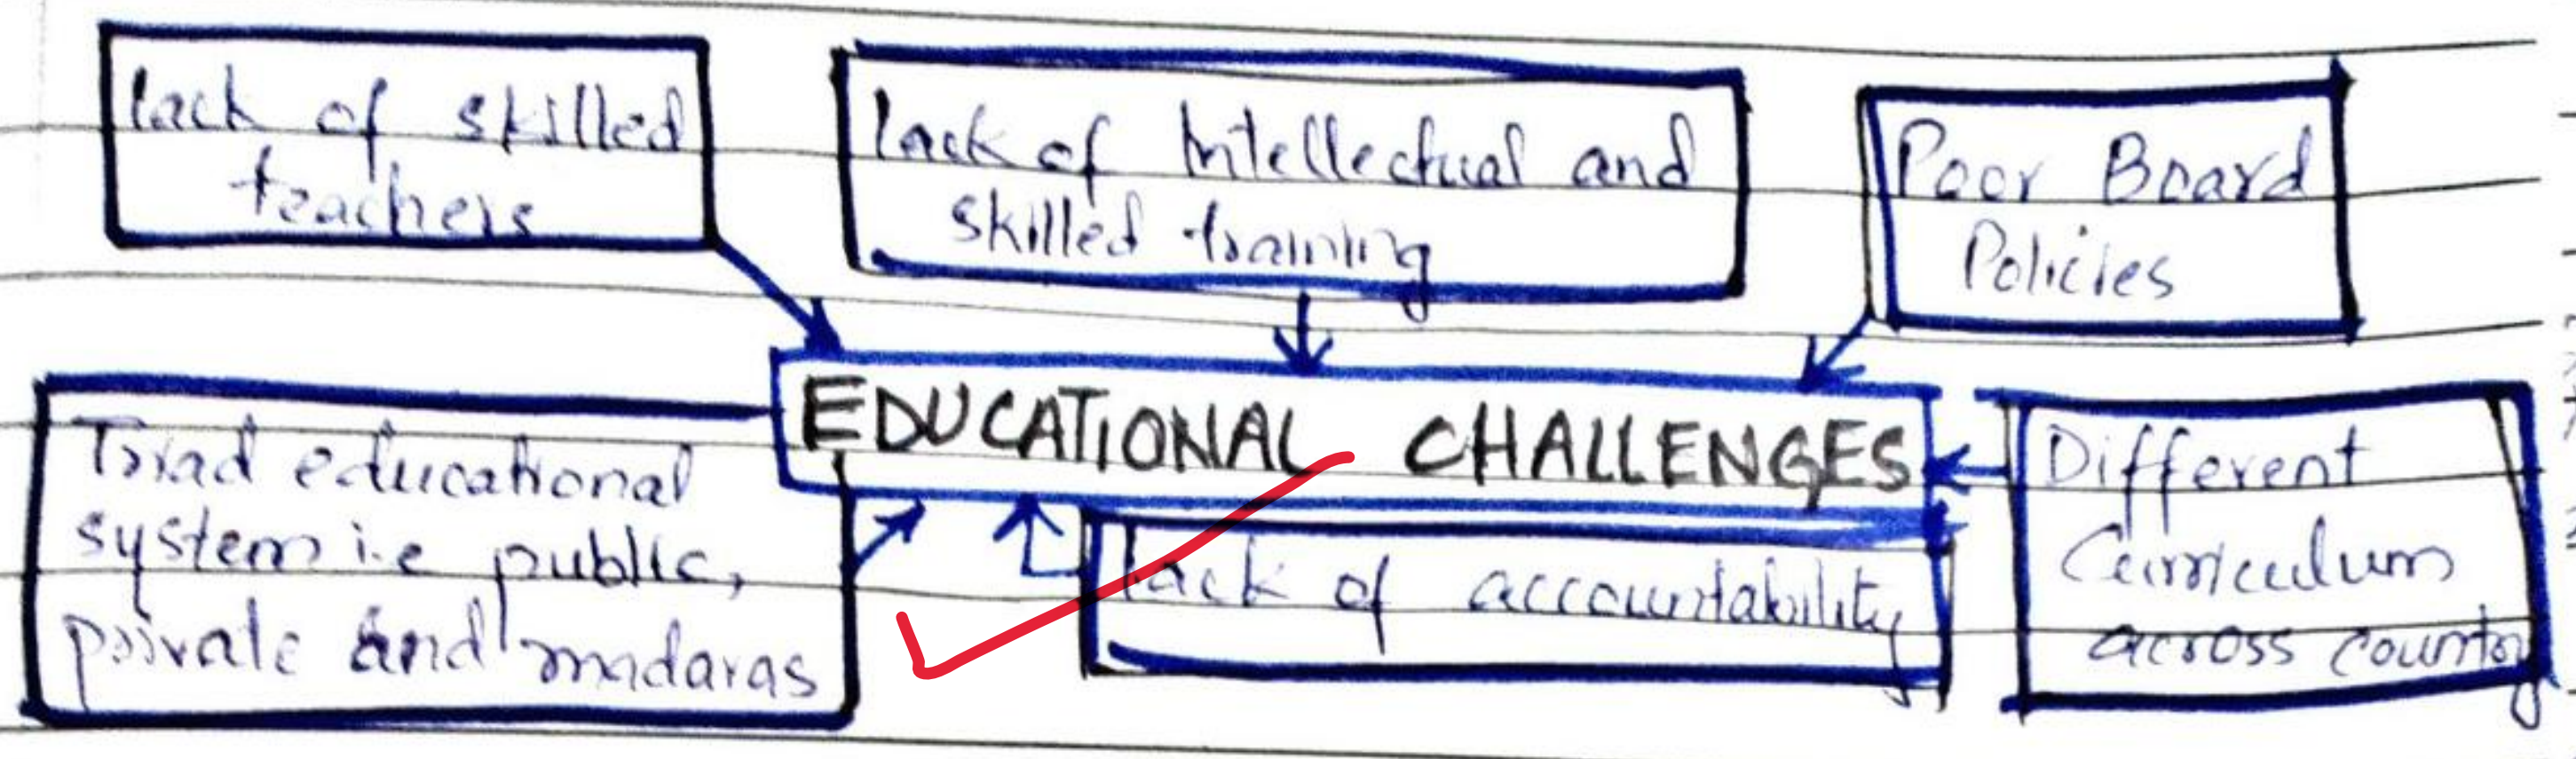 lack of skilled
teachers
lack of Intellectual and
skilled training
Poor Board
Policies
EDUCATIONAL CHALLENGES
Triad educational
system i.e public,
private and madaras
lack of accountability
Different
Curriculum
across country